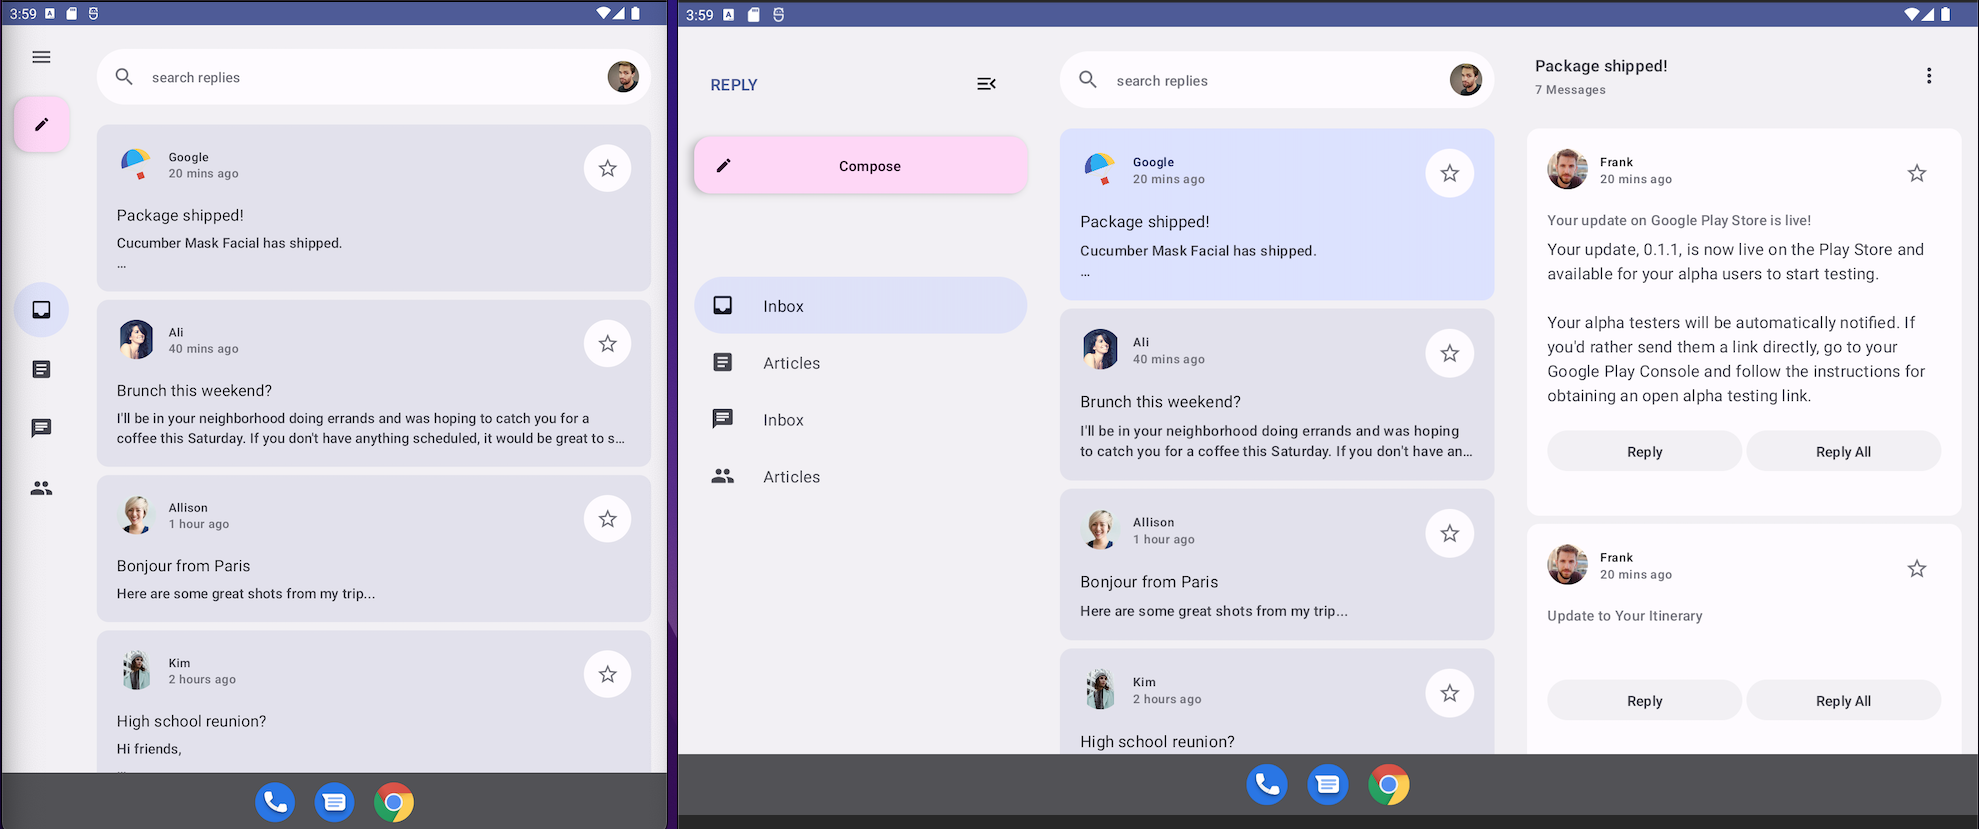 3:59
search replies
Google
20 mins ago
Package shipped!
Cucumber Mask Facial has shipped.
...
Ali
40 mins ago
Brunch this weekend?
I'll be in your neighborhood doing errands and was hoping to catch you for a
coffee this Saturday. If you don't have anything scheduled, it would be great to s...
Allison
1 hour ago
Bonjour from Paris
Here are some great shots from my trip...
Kim
2 hours ago
High school reunion?
Hi friends,
...
3:59
REPLY
Compose
Inbox
Articles
Inbox
Articles
search replies
Google
20 mins ago
Package shipped!
Cucumber Mask Facial has shipped.
...
Ali
40 mins ago
Brunch this weekend?
I'll be in your neighborhood doing errands and was hoping
to catch you for a coffee this Saturday. If you don't have an...
Allison
1 hour ago
Bonjour from Paris
Here are some great shots from my trip...
Kim
2 hours ago
High school reunion?
Package shipped!
7 Messages
Frank
20 mins ago
Your update on Google Play Store is live!
Your update, 0.1.1, is now live on the Play Store and
available for your alpha users to start testing.
Your alpha testers will be automatically notified. If
you'd rather send them a link directly, go to your
Google Play Console and follow the instructions for
obtaining an open alpha testing link.
Reply
Reply All
Frank
20 mins ago
Update to Your Itinerary
Reply
Reply All